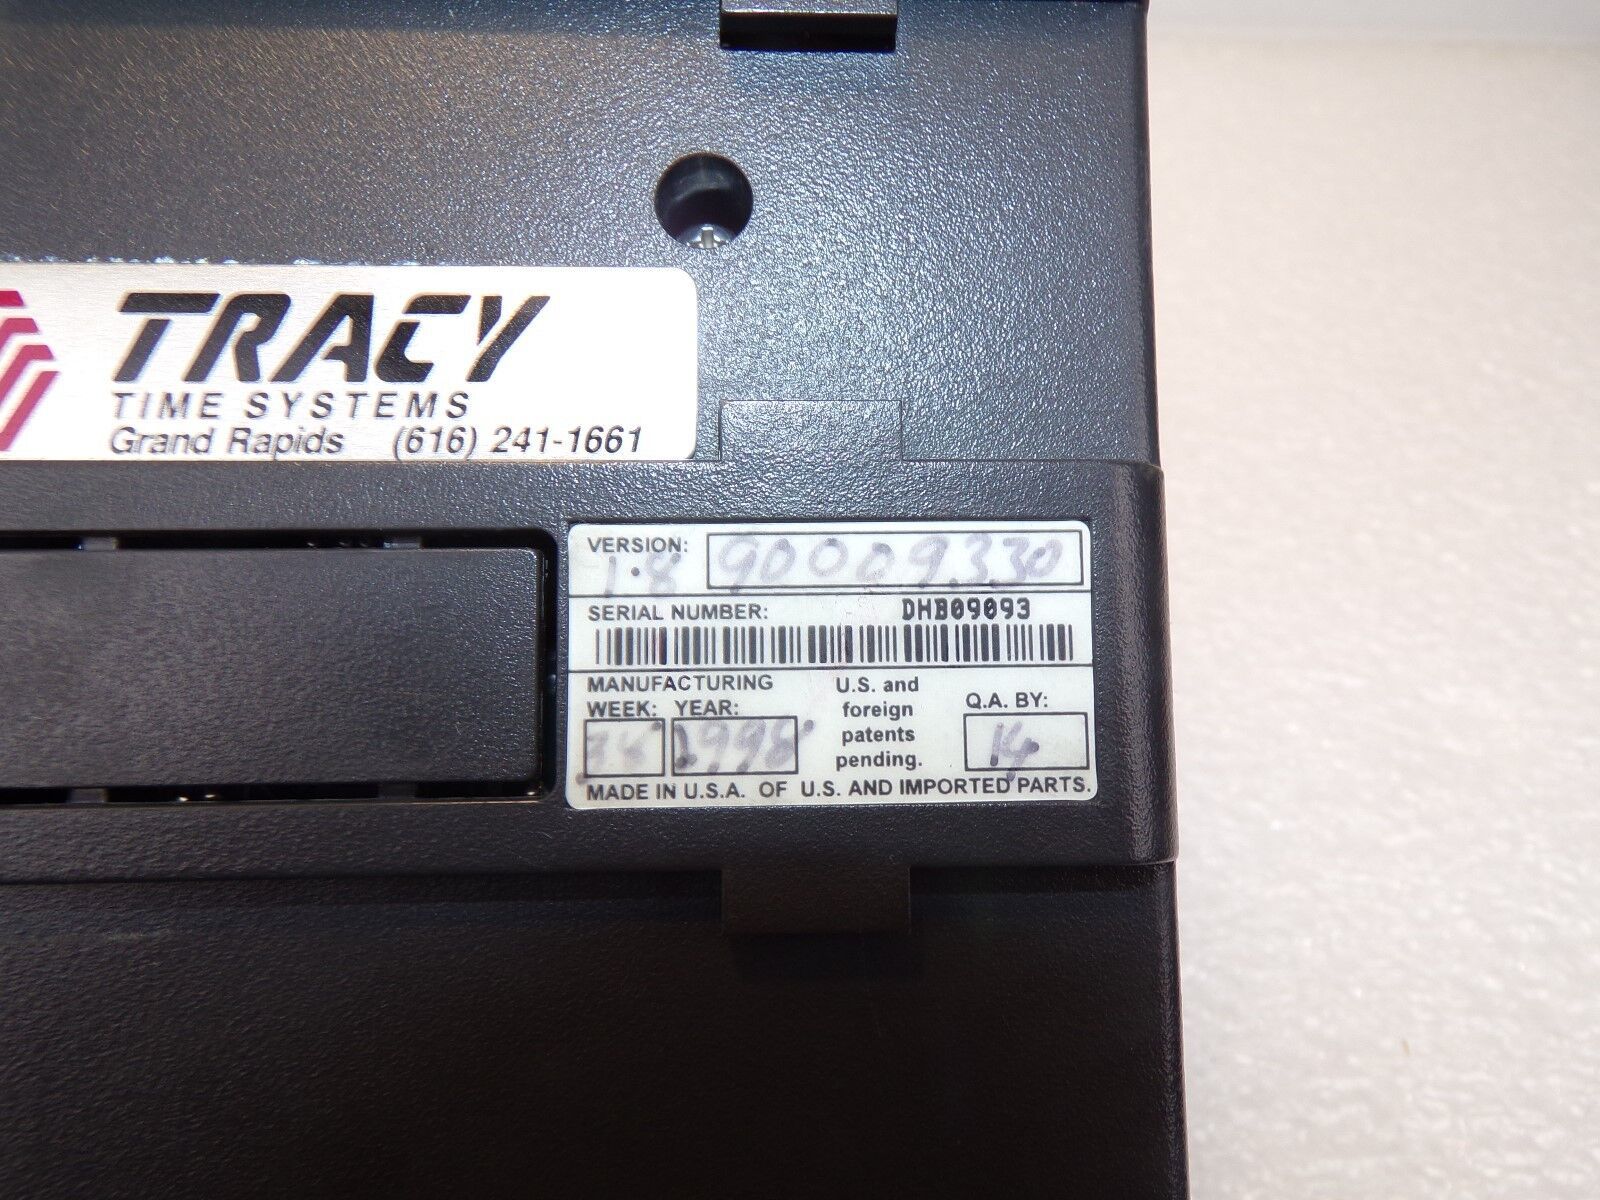 TRACY
TIME SYSTEMS
Grand Rapids (616) 241-1661
VERSION: 90009330
1.8
SERIAL NUMBER: DHB09093
MANUFACTURING
WEEK: YEAR:
1998
U.S. and
foreign
patents
pending.
Q.A. BY:
14
MADE IN U.S.A. OF U.S. AND IMPORTED PARTS.